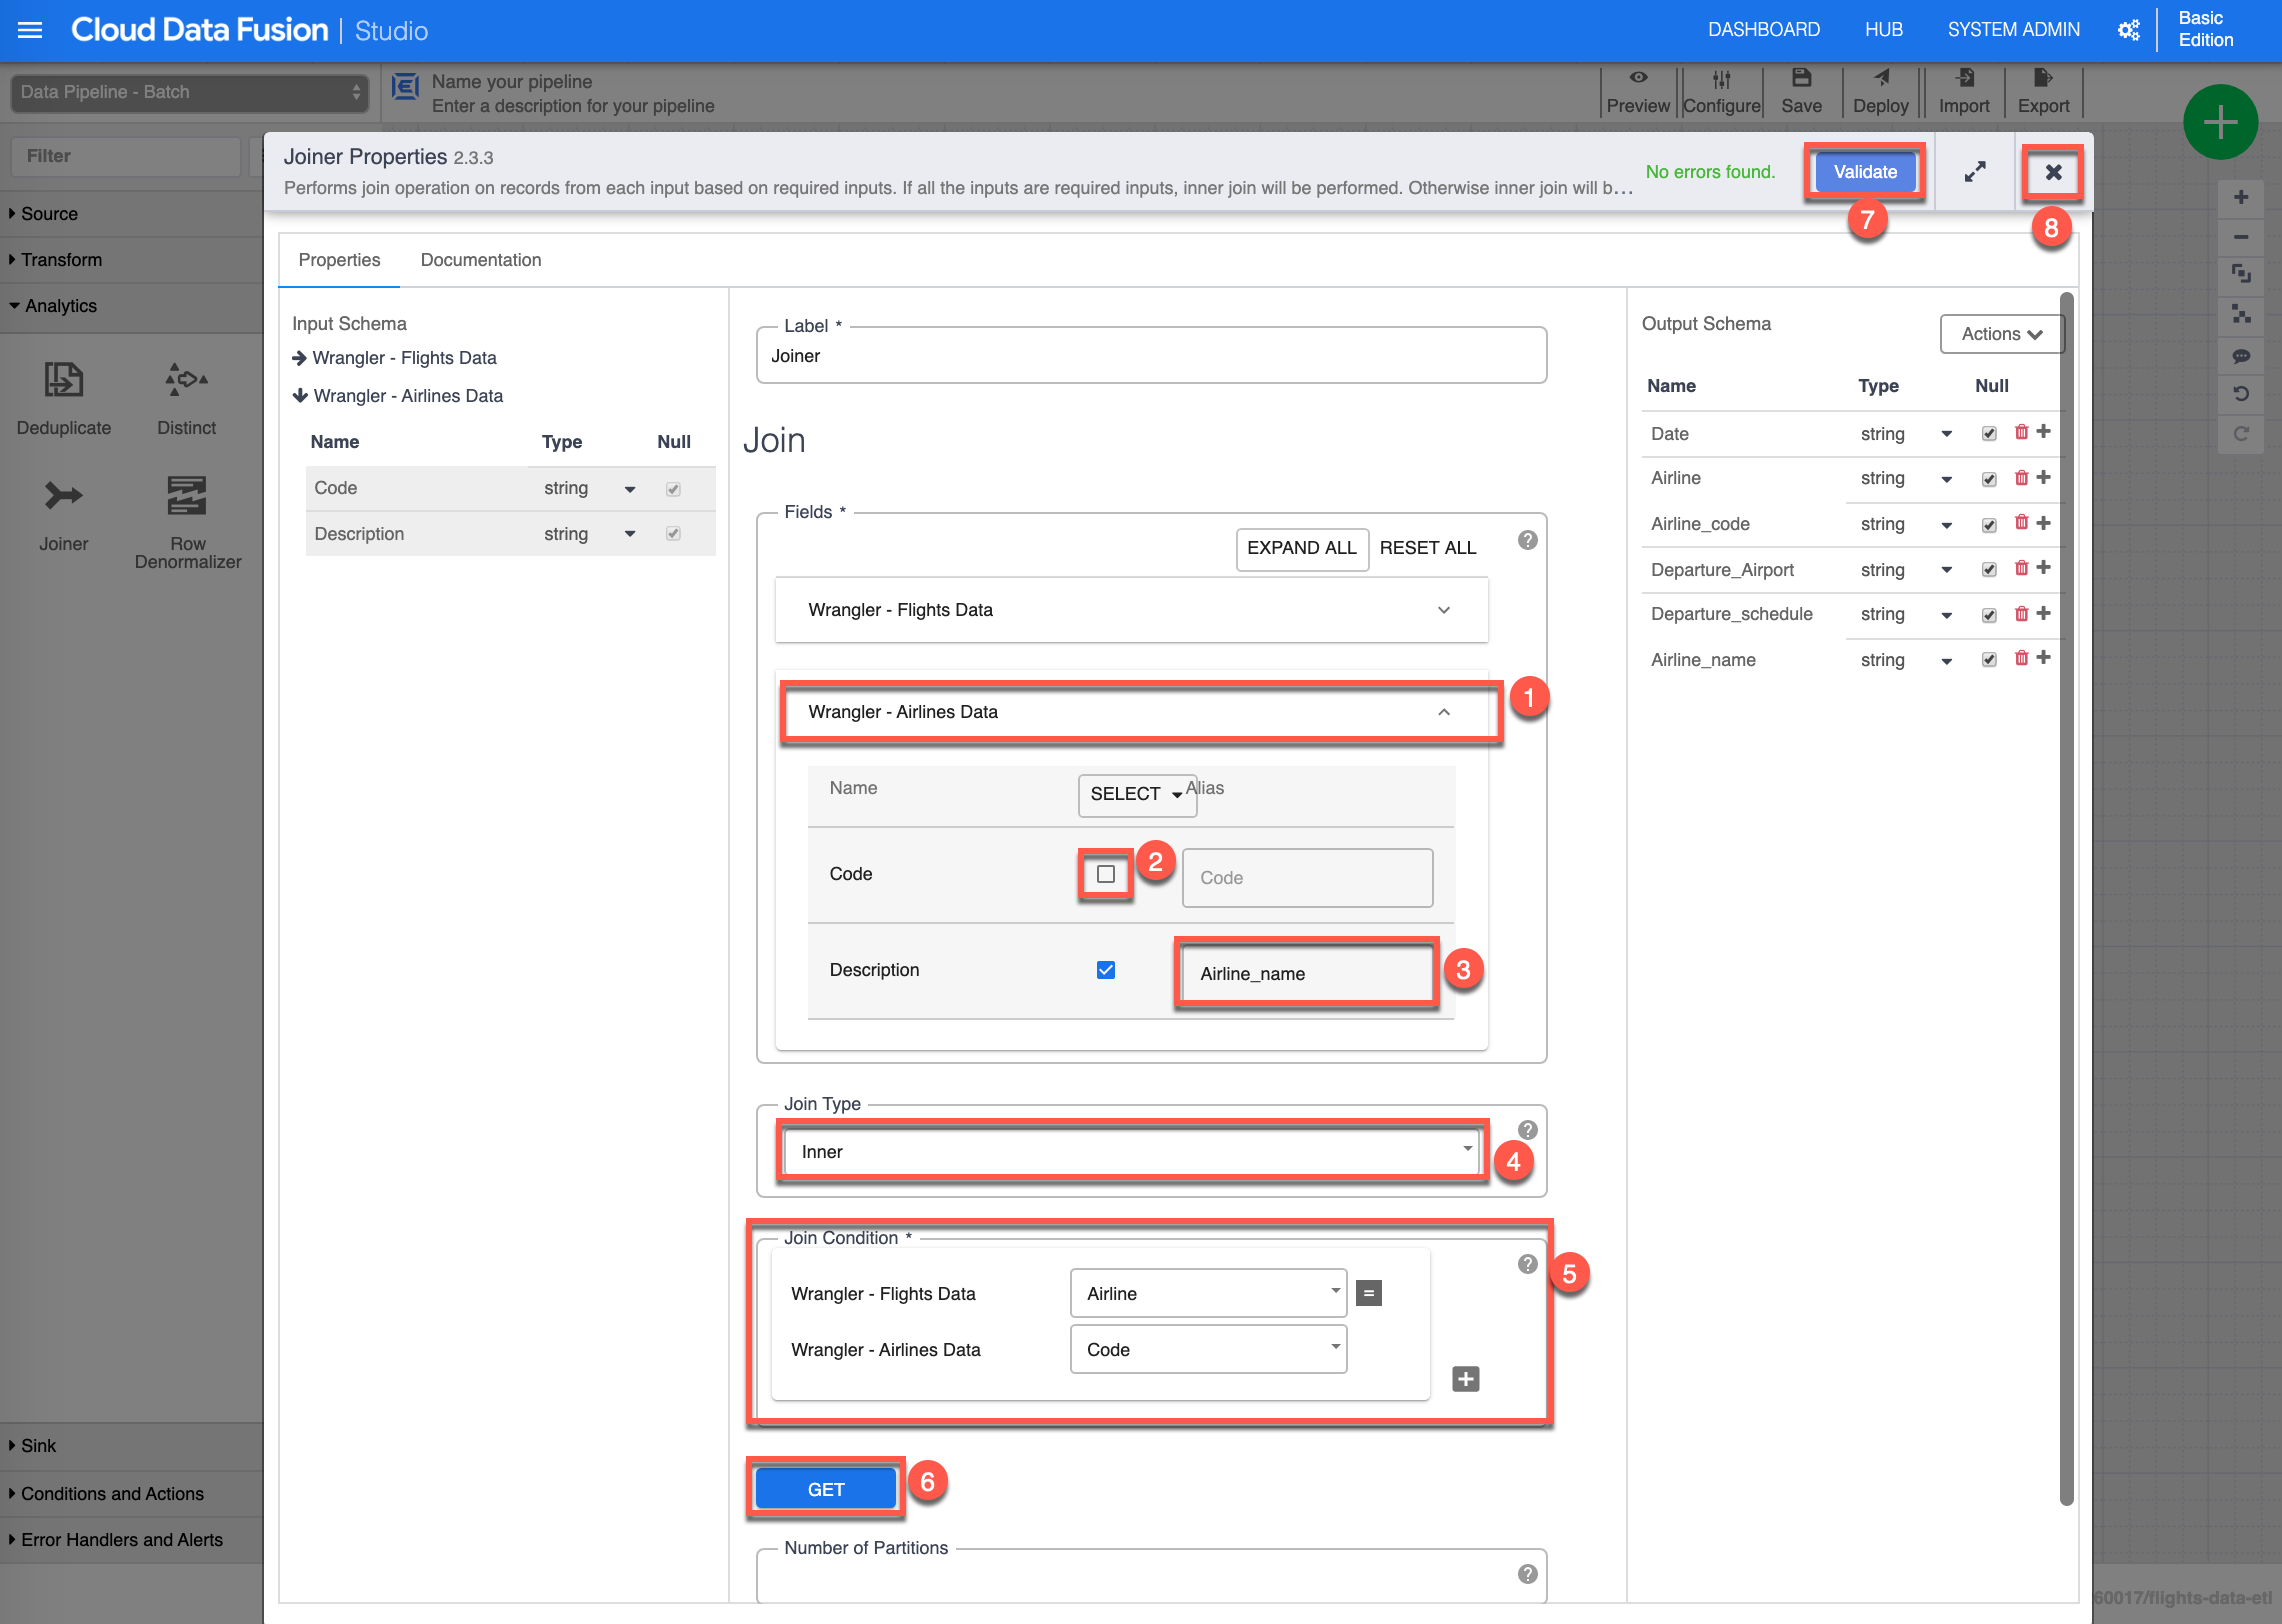 Cloud Data Fusion | Studio
DASHBOARD
HUB
SYSTEM ADMIN
Basic
Edition
Data Pipeline - Batch
Name your pipeline
Enter a description for your pipeline
Preview
Configure
Save
Deploy
Import
Export
Filter
Source
Transform
Analytics
Deduplicate
Distinct
Joiner
Row
Denormalizer
Sink
Conditions and Actions
Error Handlers and Alerts
Joiner Properties 2.3.3
Performs join operation on records from each input based on required inputs. If all the inputs are required inputs, inner join will be performed. Otherwise inner join will b...
No errors found.
Validate
7
8
Properties
Documentation
Input Schema
Wrangler - Flights Data
Wrangler - Airlines Data
Name Type Null
Code string
Description string
Label *
Joiner
Join
Fields *
EXPAND ALL
RESET ALL
?
Wrangler - Flights Data
Wrangler - Airlines Data
1
Name SELECT Alias
Code
2
Code
Description
Airline_name
3
Join Type
?
Inner
4
Join Condition *
?
5
Wrangler - Flights Data Airline =
Wrangler - Airlines Data Code
+
GET
6
Number of Partitions
?
Output Schema
Actions
Name Type Null
Date string
Airline string
Airline_code string
Departure_Airport string
Departure_schedule string
Airline_name string
60017/flights-data-etl